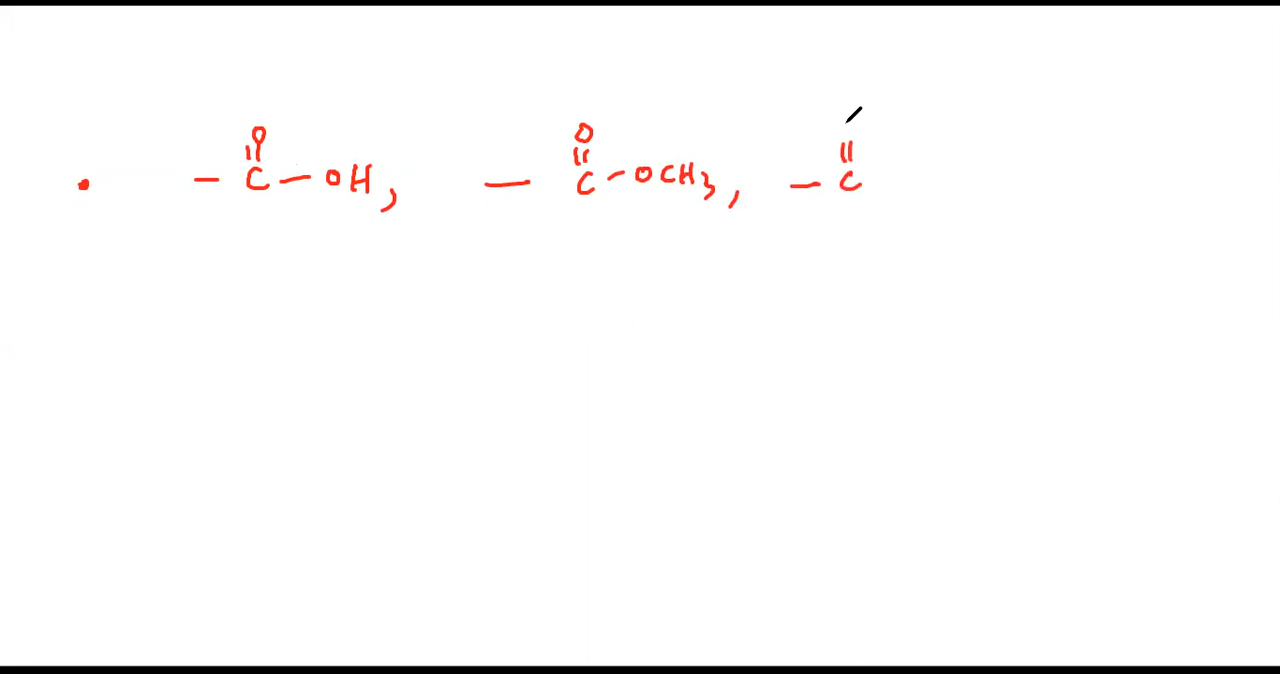 O O
- C - OH, - C - OCH3, - C